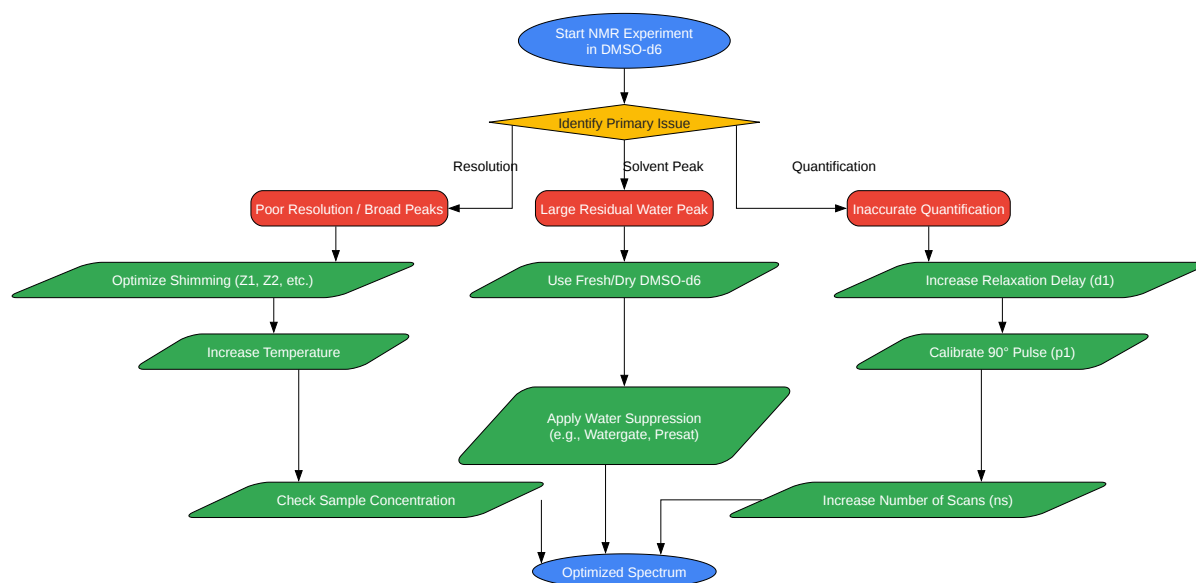 Start NMR Experiment
in DMSO-d6
Identify Primary Issue
Resolution
Solvent Peak
Quantification
Poor Resolution / Broad Peaks
Large Residual Water Peak
Inaccurate Quantification
Optimize Shimming (Z1, Z2, etc.)
Use Fresh/Dry DMSO-d6
Increase Relaxation Delay (d1)
Increase Temperature
Calibrate 90° Pulse (p1)
Apply Water Suppression
(e.g., Watergate, Presat)
Check Sample Concentration
Increase Number of Scans (ns)
Optimized Spectrum